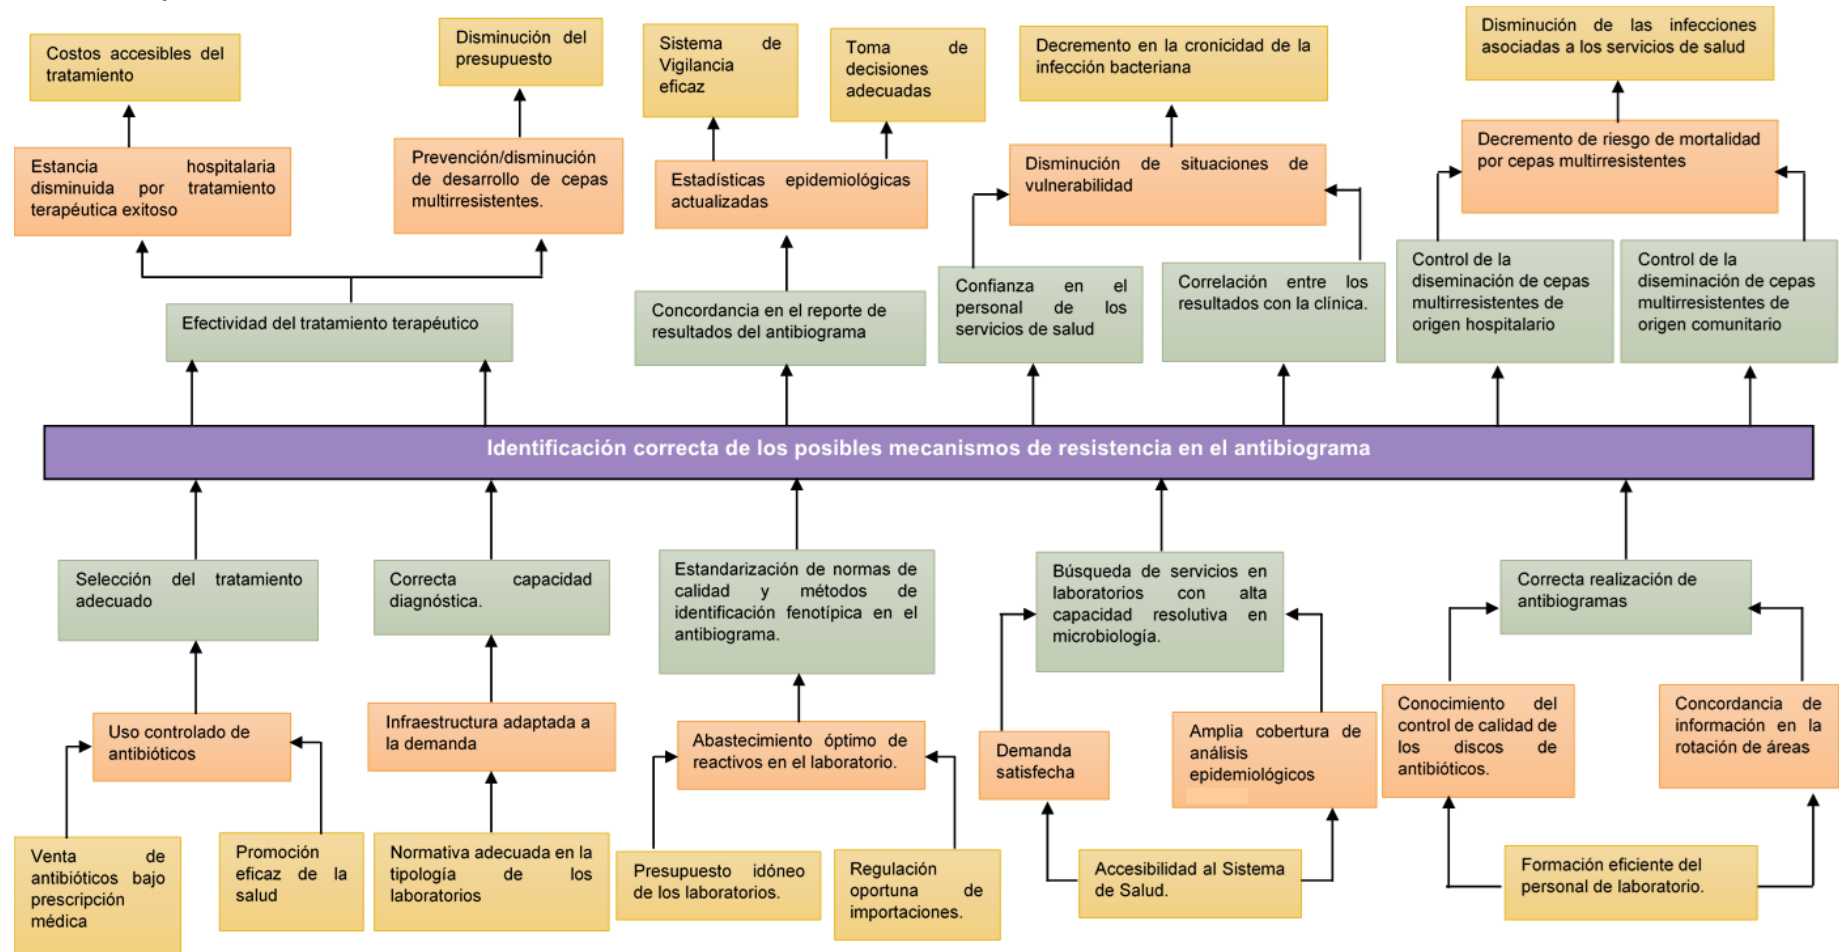 Costos accesibles del
tratamiento
Disminución del
presupuesto
Sistema de
Vigilancia
eficaz
Toma de
decisiones
adecuadas
Decremento en la cronicidad de la
infección bacteriana
Disminución de las infecciones
asociadas a los servicios de salud
Estancia hospitalaria
disminuida por tratamiento
terapéutica exitoso
Prevención/disminución
de desarrollo de cepas
multirresistentes.
Estadísticas epidemiológicas
actualizadas
Disminución de situaciones de
vulnerabilidad
Decremento de riesgo de mortalidad
por cepas multirresistentes
Efectividad del tratamiento terapéutico
Concordancia en el reporte de
resultados del antibiograma
Confianza en el
personal de los
servicios de salud
Correlación entre los
resultados con la clínica.
Control de la
diseminación de cepas
multirresistentes de
origen hospitalario
Control de la
diseminación de cepas
multirresistentes de
origen comunitario
Identificación correcta de los posibles mecanismos de resistencia en el antibiograma
Selección del tratamiento
adecuado
Correcta capacidad
diagnóstica.
Estandarización de normas de
calidad y métodos de
identificación fenotípica en el
antibiograma.
Búsqueda de servicios en
laboratorios con alta
capacidad resolutiva en
microbiología.
Correcta realización de
antibiogramas
Uso controlado de
antibióticos
Infraestructura adaptada a
la demanda
Abastecimiento óptimo de
reactivos en el laboratorio.
Demanda
satisfecha
Amplia cobertura de
análisis
epidemiológicos
Conocimiento del
control de calidad de
los discos de
antibióticos.
Concordancia de
información en la
rotación de áreas
Venta de
antibióticos bajo
prescripción
médica
Promoción
eficaz de la
salud
Normativa adecuada en la
tipología de los
laboratorios
Presupuesto idóneo
de los laboratorios.
Regulación
oportuna de
importaciones.
Accesibilidad al Sistema
de Salud.
Formación eficiente del
personal de laboratorio.